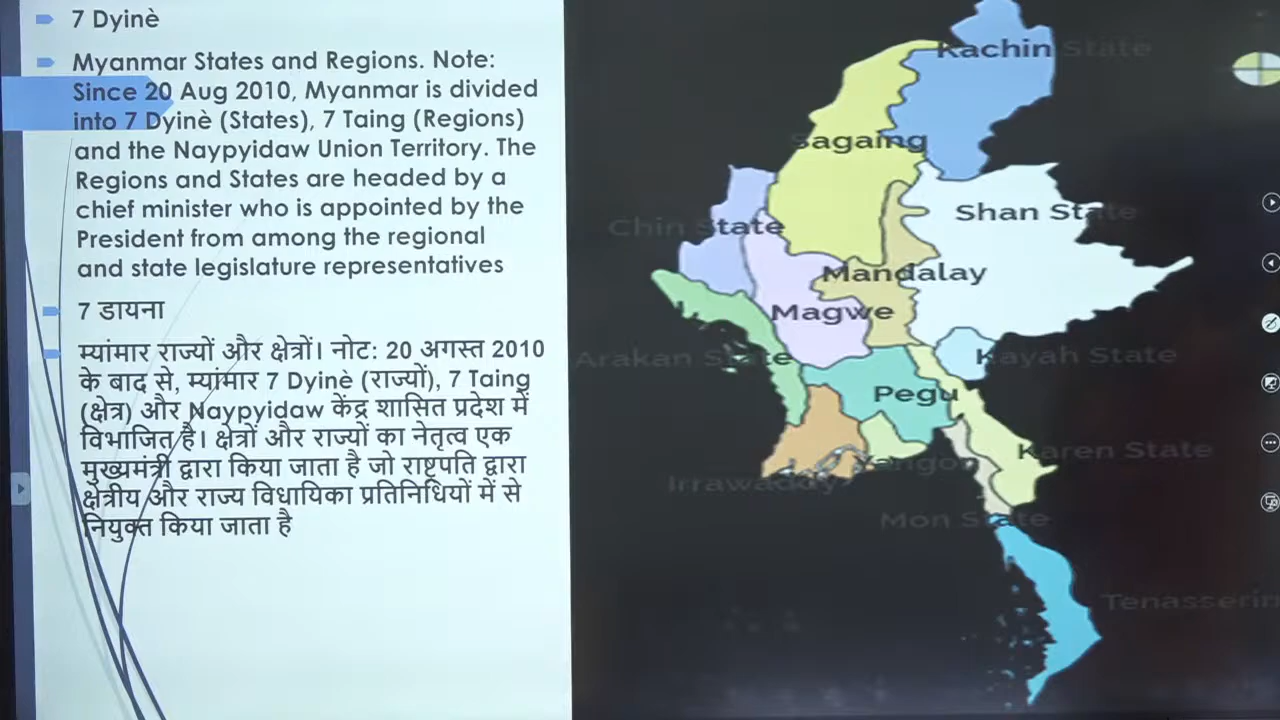 7 Dyinè
Myanmar States and Regions. Note:
Since 20 Aug 2010, Myanmar is divided
into 7 Dyinè (States), 7 Taing (Regions)
and the Naypyidaw Union Territory. The
Regions and States are headed by a
chief minister who is appointed by the
President from among the regional
and state legislature representatives
7 डायना
म्यांमार राज्यों और क्षेत्रों। नोट: 20 अगस्त 2010
के बाद से, म्यांमार 7 Dyinè (राज्यों), 7 Taing
(क्षेत्र) और Naypyidaw केंद्र शासित प्रदेश में
विभाजित है। क्षेत्रों और राज्यों का नेतृत्व एक
मुख्यमंत्री द्वारा किया जाता है जो राष्ट्रपति द्वारा
क्षेत्रीय और राज्य विधायिका प्रतिनिधियों में से
नियुक्त किया जाता है
Kachin State
Sagaing
Shan State
Chin State
Mandalay
Magwe
Arakan State
Kayah State
Pegu
Karen State
Yangon
Irrawaddy
Mon State
Tenasserim